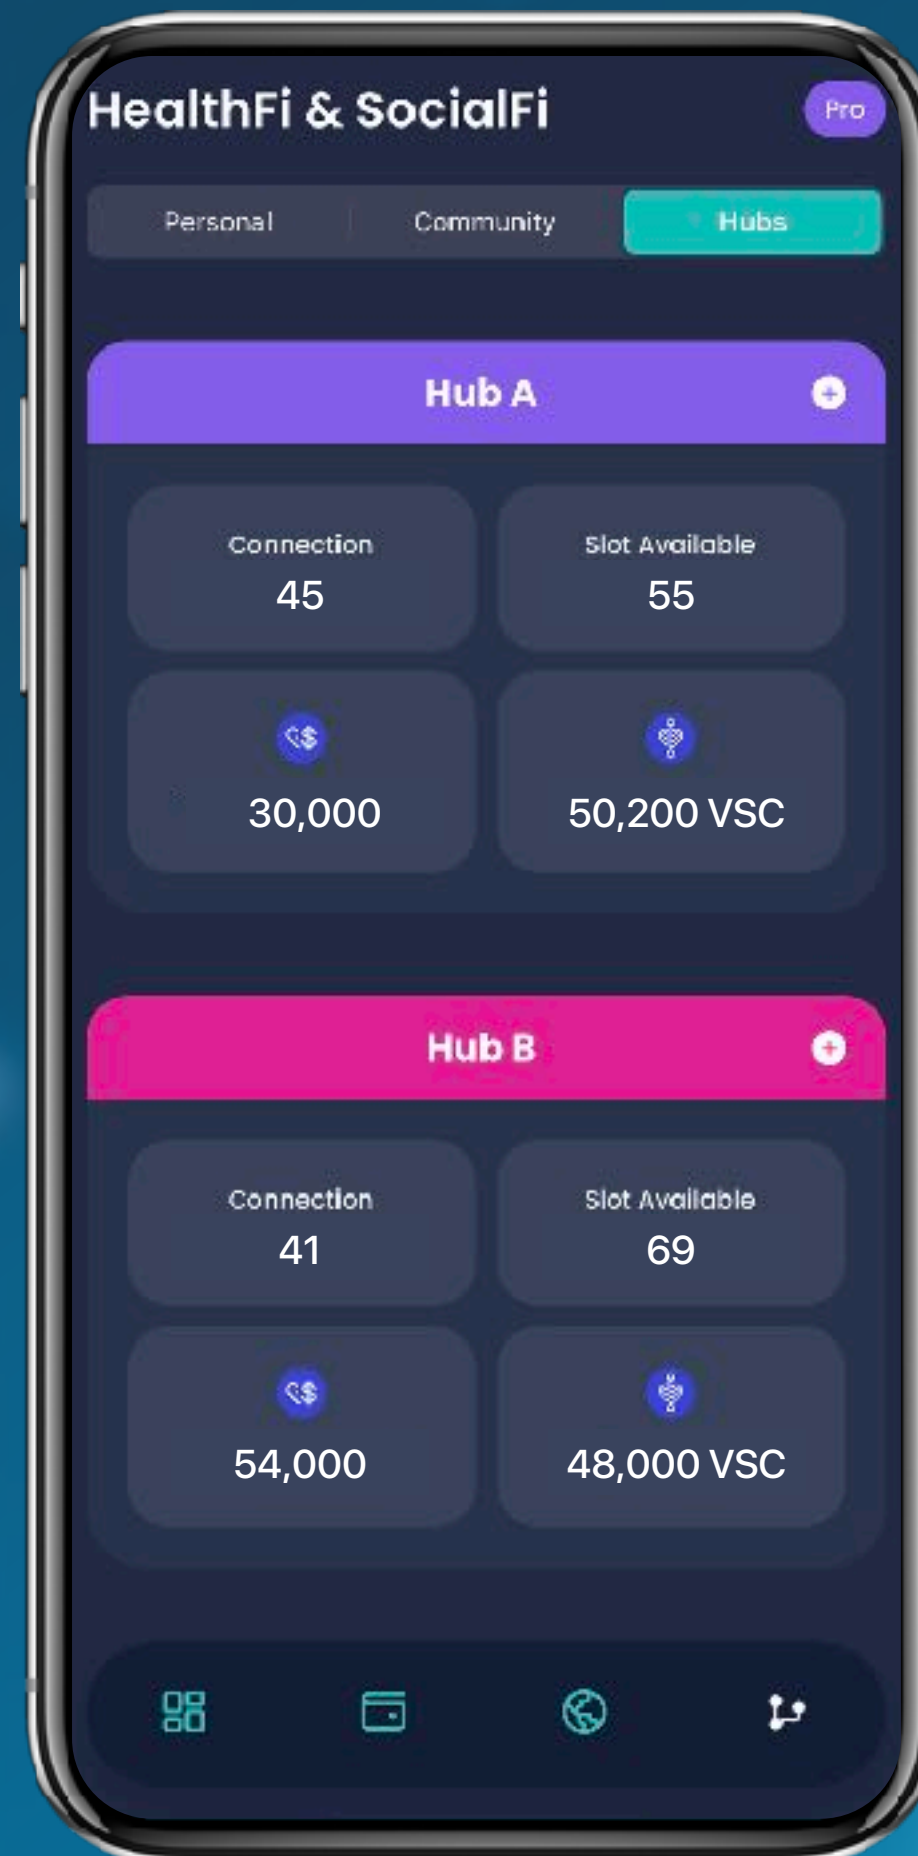 HealthFi & SocialFi Pro
Personal Community Hubs
Hub A
Connection Slot Available
45 55
30,000 50,200 VSC
Hub B
Connection Slot Available
41 69
54,000 48,000 VSC